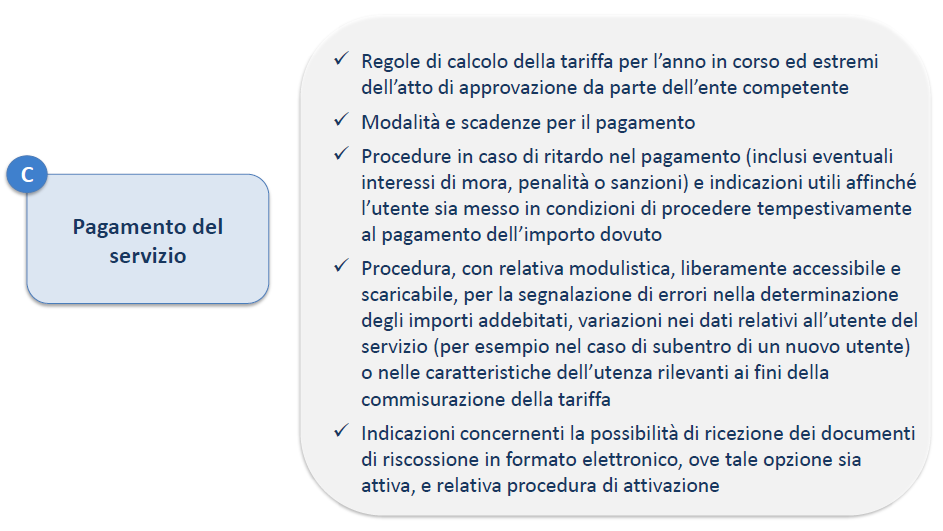 C
Pagamento del
servizio
✓ Regole di calcolo della tariffa per l’anno in corso ed estremi
dell’atto di approvazione da parte dell’ente competente
✓ Modalità e scadenze per il pagamento
✓ Procedure in caso di ritardo nel pagamento (inclusi eventuali
interessi di mora, penalità o sanzioni) e indicazioni utili affinché
l’utente sia messo in condizioni di procedere tempestivamente
al pagamento dell’importo dovuto
✓ Procedura, con relativa modulistica, liberamente accessibile e
scaricabile, per la segnalazione di errori nella determinazione
degli importi addebitati, variazioni nei dati relativi all’utente del
servizio (per esempio nel caso di subentro di un nuovo utente)
o nelle caratteristiche dell’utenza rilevanti ai fini della
commisurazione della tariffa
✓ Indicazioni concernenti la possibilità di ricezione dei documenti
di riscossione in formato elettronico, ove tale opzione sia
attiva, e relativa procedura di attivazione